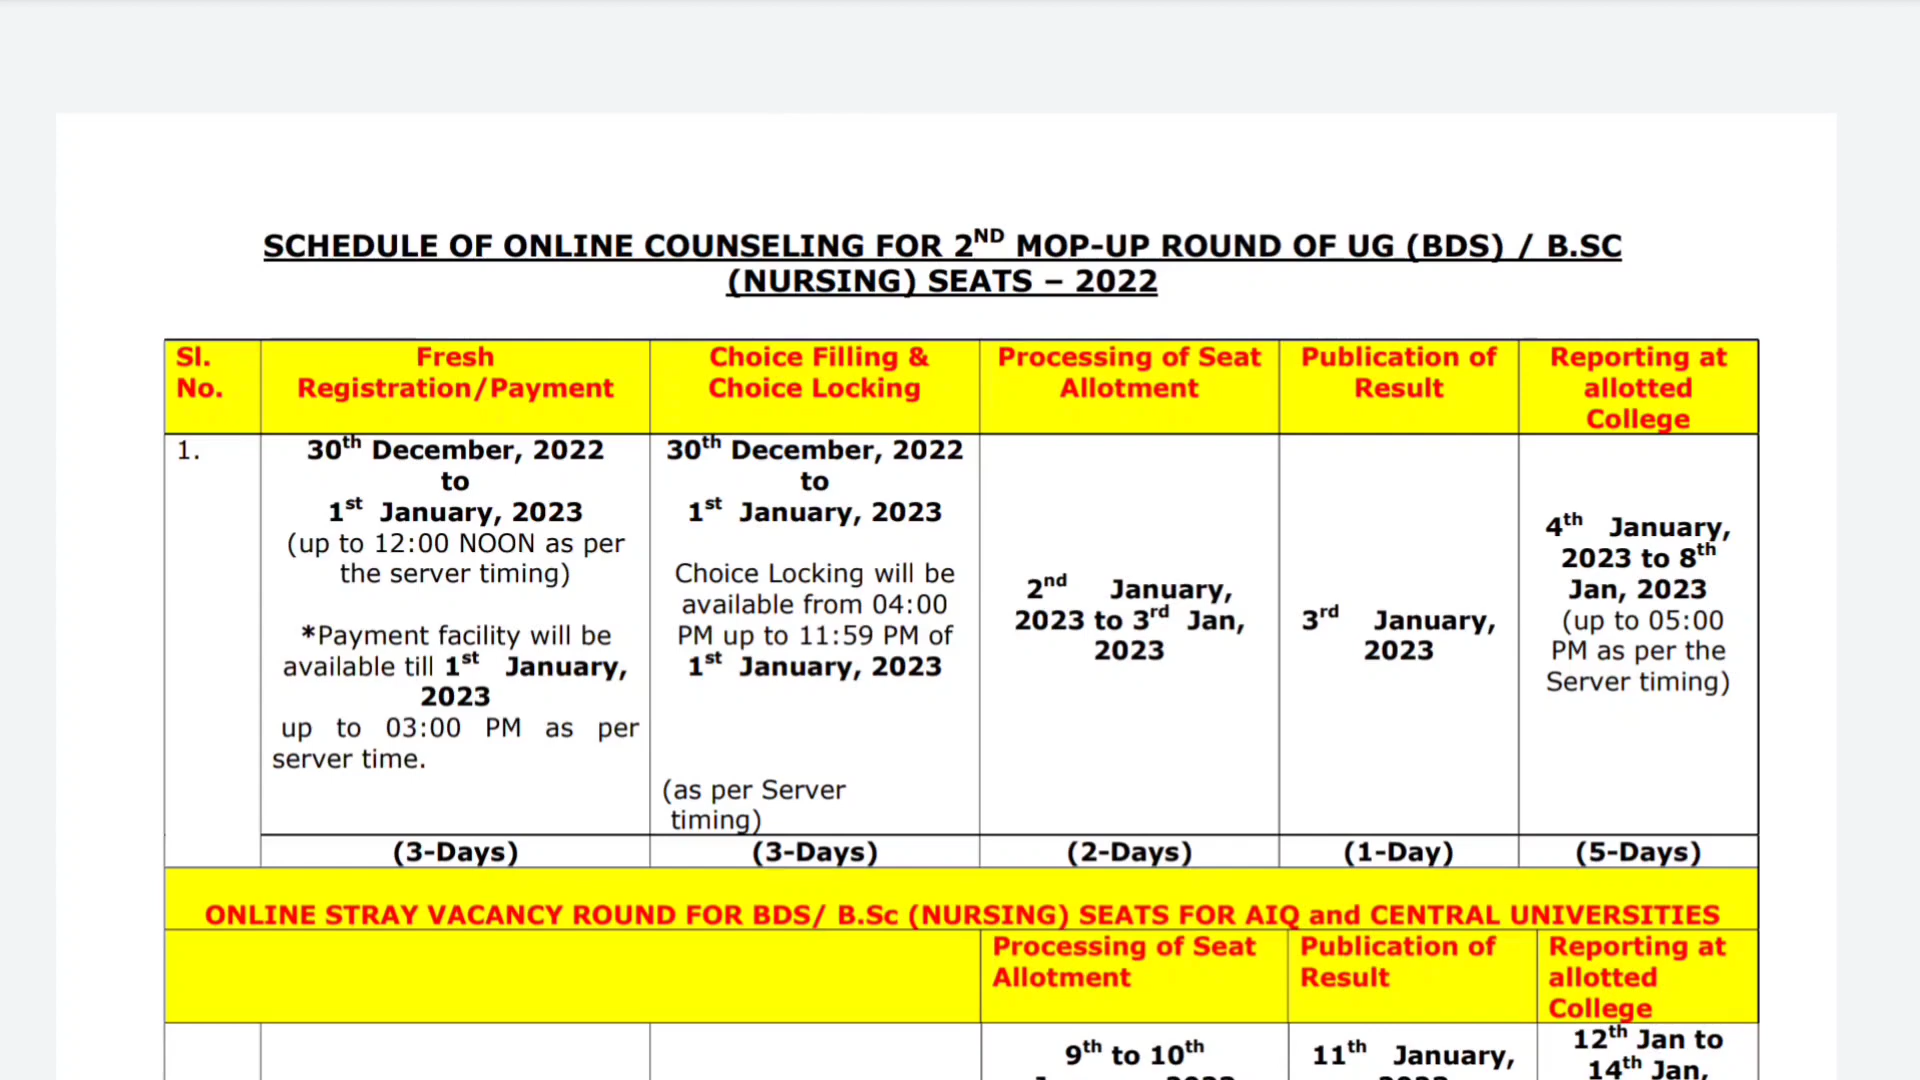 SCHEDULE OF ONLINE COUNSELING FOR 2ND MOP-UP ROUND OF UG (BDS) / B.SC
(NURSING) SEATS – 2022
Sl.
No.
Fresh
Registration/Payment
Choice Filling &
Choice Locking
Processing of Seat
Allotment
Publication of
Result
Reporting at
allotted
College
1.
30th December, 2022
to
1st January, 2023
(up to 12:00 NOON as per
the server timing)
*Payment facility will be
available till 1st January,
2023
up to 03:00 PM as per
server time.
30th December, 2022
to
1st January, 2023
Choice Locking will be
available from 04:00
PM up to 11:59 PM of
1st January, 2023
(as per Server
timing)
2nd January,
2023 to 3rd Jan,
2023
3rd January,
2023
4th January,
2023 to 8th
Jan, 2023
(up to 05:00
PM as per the
Server timing)
(3-Days)
(3-Days)
(2-Days)
(1-Day)
(5-Days)
ONLINE STRAY VACANCY ROUND FOR BDS/ B.Sc (NURSING) SEATS FOR AIQ and CENTRAL UNIVERSITIES
Processing of Seat
Allotment
Publication of
Result
Reporting at
allotted
College
9th to 10th
11th January,
12th Jan to
14th Jan,